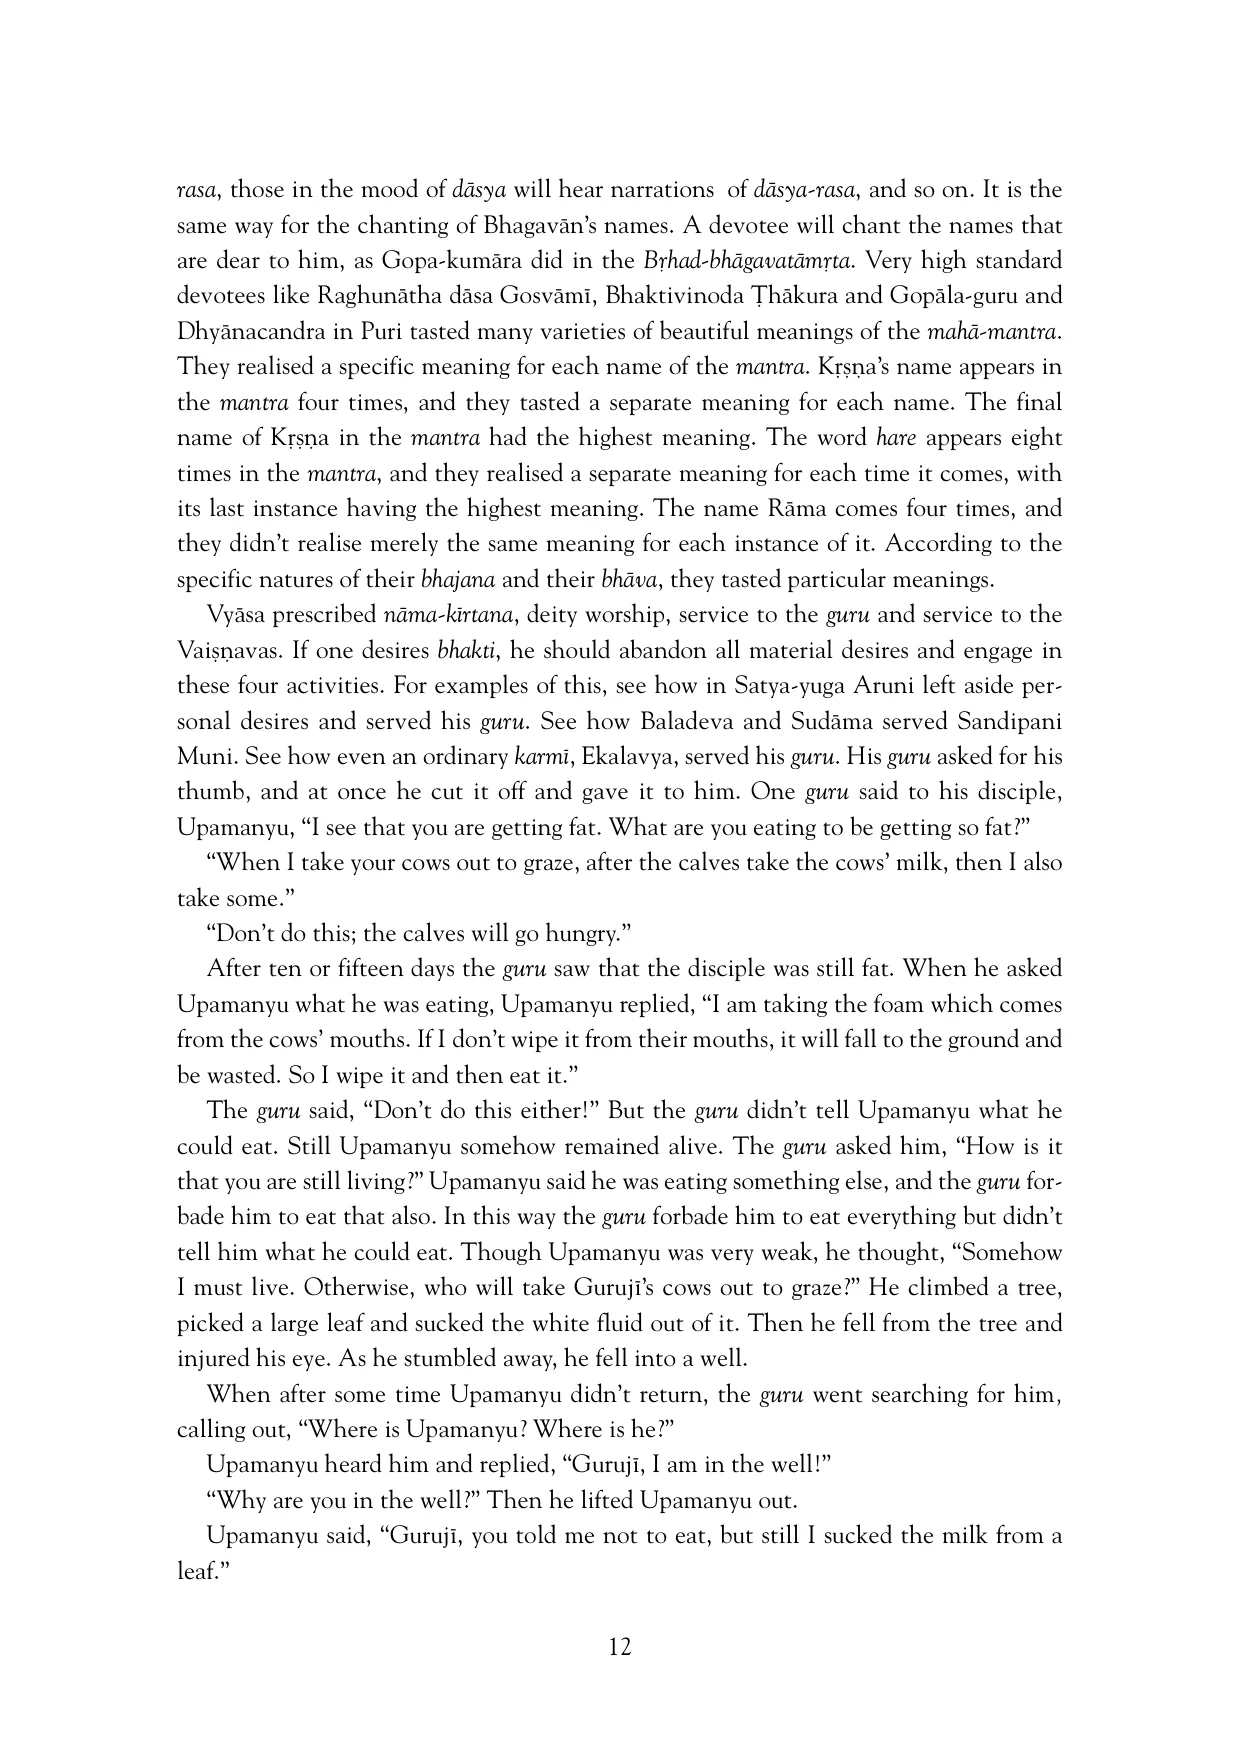 rasa, those in the mood of dāsya will hear narrations of dāsya-rasa, and so on. It is the
same way for the chanting of Bhagavān’s names. A devotee will chant the names that
are dear to him, as Gopa-kumāra did in the Bṛhad-bhāgavatāmṛta. Very high standard
devotees like Raghunātha dāsa Gosvāmī, Bhaktivinoda Ṭhākura and Gopāla-guru and
Dhyānacandra in Puri tasted many varieties of beautiful meanings of the mahā-mantra.
They realised a specific meaning for each name of the mantra. Kṛṣṇa’s name appears in
the mantra four times, and they tasted a separate meaning for each name. The final
name of Kṛṣṇa in the mantra had the highest meaning. The word hare appears eight
times in the mantra, and they realised a separate meaning for each time it comes, with
its last instance having the highest meaning. The name Rāma comes four times, and
they didn’t realise merely the same meaning for each instance of it. According to the
specific natures of their bhajana and their bhāva, they tasted particular meanings.
Vyāsa prescribed nāma-kīrtana, deity worship, service to the guru and service to the
Vaiṣṇavas. If one desires bhakti, he should abandon all material desires and engage in
these four activities. For examples of this, see how in Satya-yuga Aruni left aside per-
sonal desires and served his guru. See how Baladeva and Sudāma served Sandipani
Muni. See how even an ordinary karmī, Ekalavya, served his guru. His guru asked for his
thumb, and at once he cut it off and gave it to him. One guru said to his disciple,
Upamanyu, “I see that you are getting fat. What are you eating to be getting so fat?”
“When I take your cows out to graze, after the calves take the cows’ milk, then I also
take some.”
“Don’t do this; the calves will go hungry.”
After ten or fifteen days the guru saw that the disciple was still fat. When he asked
Upamanyu what he was eating, Upamanyu replied, “I am taking the foam which comes
from the cows’ mouths. If I don’t wipe it from their mouths, it will fall to the ground and
be wasted. So I wipe it and then eat it.”
The guru said, “Don’t do this either!” But the guru didn’t tell Upamanyu what he
could eat. Still Upamanyu somehow remained alive. The guru asked him, “How is it
that you are still living?” Upamanyu said he was eating something else, and the guru for-
bade him to eat that also. In this way the guru forbade him to eat everything but didn’t
tell him what he could eat. Though Upamanyu was very weak, he thought, “Somehow
I must live. Otherwise, who will take Gurujī’s cows out to graze?” He climbed a tree,
picked a large leaf and sucked the white fluid out of it. Then he fell from the tree and
injured his eye. As he stumbled away, he fell into a well.
When after some time Upamanyu didn’t return, the guru went searching for him,
calling out, “Where is Upamanyu? Where is he?”
Upamanyu heard him and replied, “Gurujī, I am in the well!”
“Why are you in the well?” Then he lifted Upamanyu out.
Upamanyu said, “Gurujī, you told me not to eat, but still I sucked the milk from a
leaf.”
12